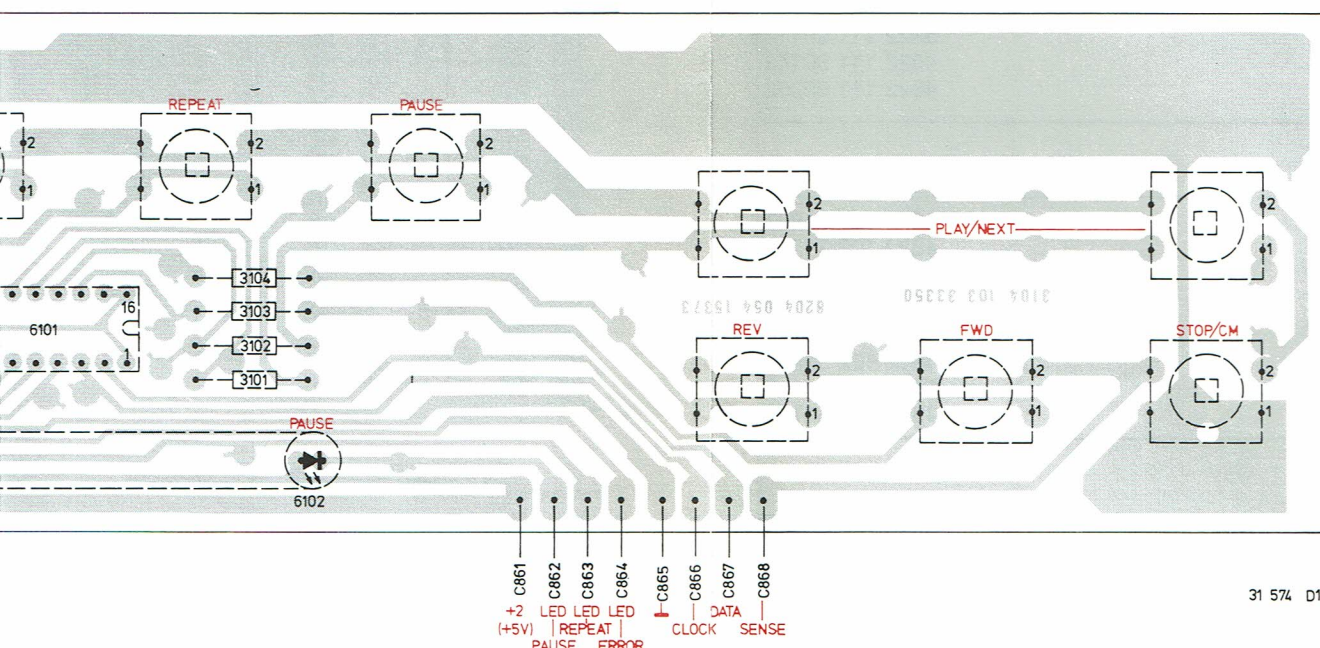 REPEAT PAUSE
2 2 2
1 1 1
2 PLAY/NEXT 2
1 1
3104
3103
3102
3101
16
6101
1
8204 054 15373 3104 103 33350
REV FWD STOP/CM
2 2 2
1 1 1
PAUSE
6102
C861 C862 C863 C864 C865 C866 C867 C868
+2 LED LED LED DATA
(+5V) REPEAT CLOCK SENSE
PAUSE ERROR
31 574 D1